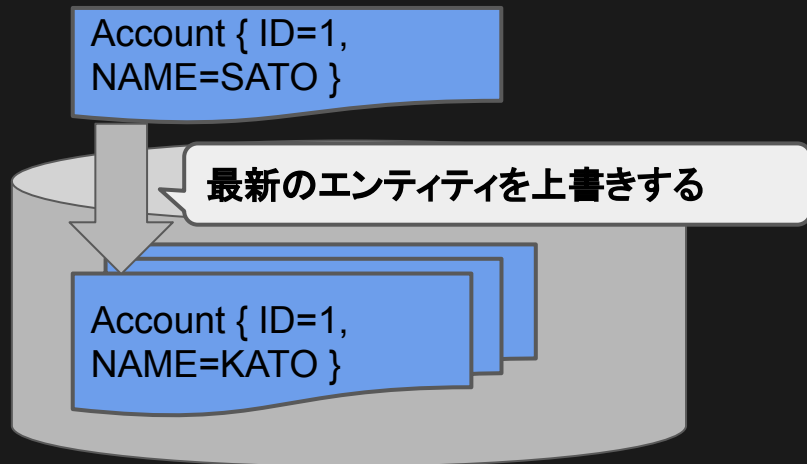 Account { ID=1,
NAME=SATO }
最新のエンティティを上書きする
Account { ID=1,
NAME=KATO }